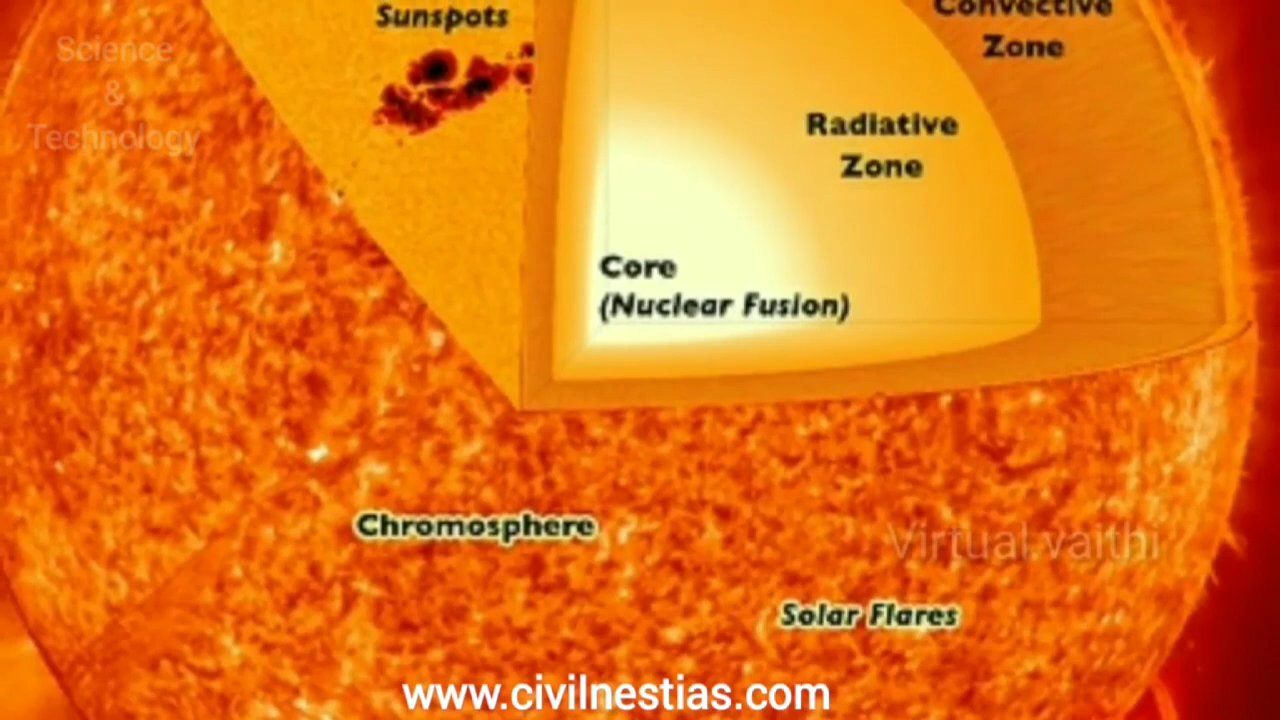 Sunspots
Convective
Zone
Science
&
Technology
Radiative
Zone
Core
(Nuclear Fusion)
Chromosphere
Virtual.vaithi
Solar Flares
www.civilnestias.com